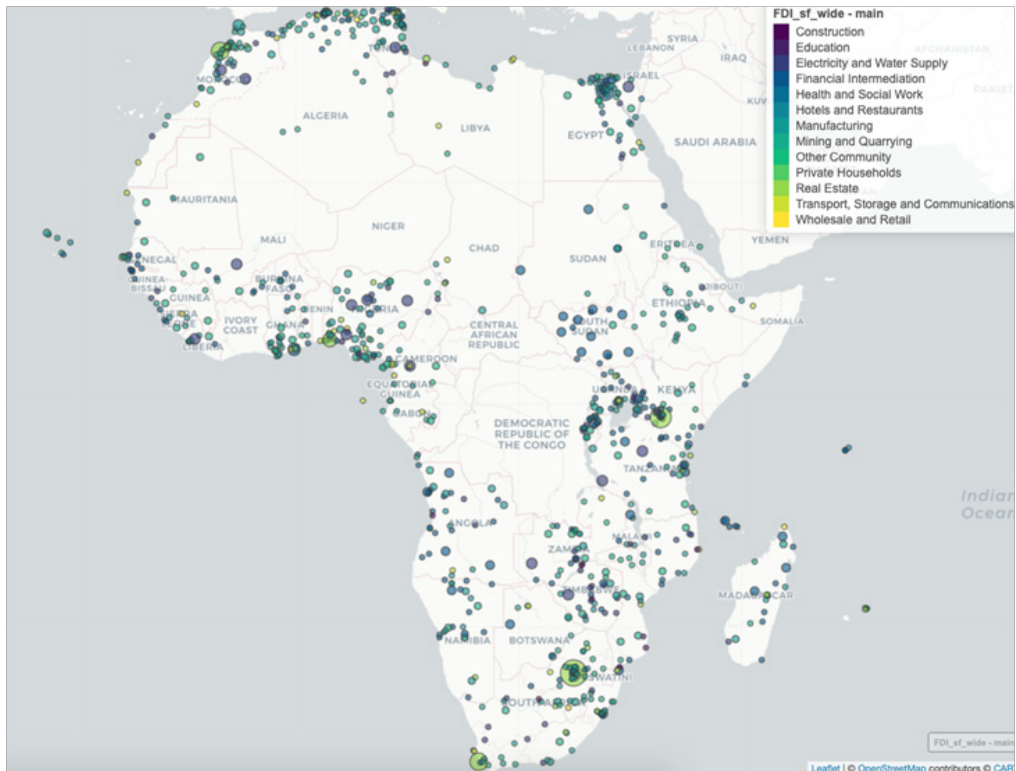 FDI_sf_wide - main
Construction
Education
Electricity and Water Supply
Financial Intermediation
Health and Social Work
Hotels and Restaurants
Manufacturing
Mining and Quarrying
Other Community
Private Households
Real Estate
Transport, Storage and Communications
Wholesale and Retail
SYRIA
LEBANON
IRAQ
AFGHANISTAN
ISRAEL
ALGERIA
LIBYA
EGYPT
SAUDI ARABIA
MAURITANIA
NIGER
MALI
CHAD
SUDAN
ERITREA
YEMEN
GUINEA
IVORY
COAST
GHANA
BENIN
LIBERIA
CENTRAL
AFRICAN
REPUBLIC
SOUTH
SUDAN
ETHIOPIA
SOMALIA
CAMEROON
EQUATORIAL
GUINEA
GABON
UGANDA
KENYA
DEMOCRATIC
REPUBLIC OF
THE CONGO
TANZANIA
Indian
Ocean
ANGOLA
ZAMBIA
MALAWI
ZIMBABWE
MADAGASCAR
NAMIBIA
BOTSWANA
SOUTH AFRICA
FDI_sf_wide - main
Leaflet | © OpenStreetMap contributors © CAR